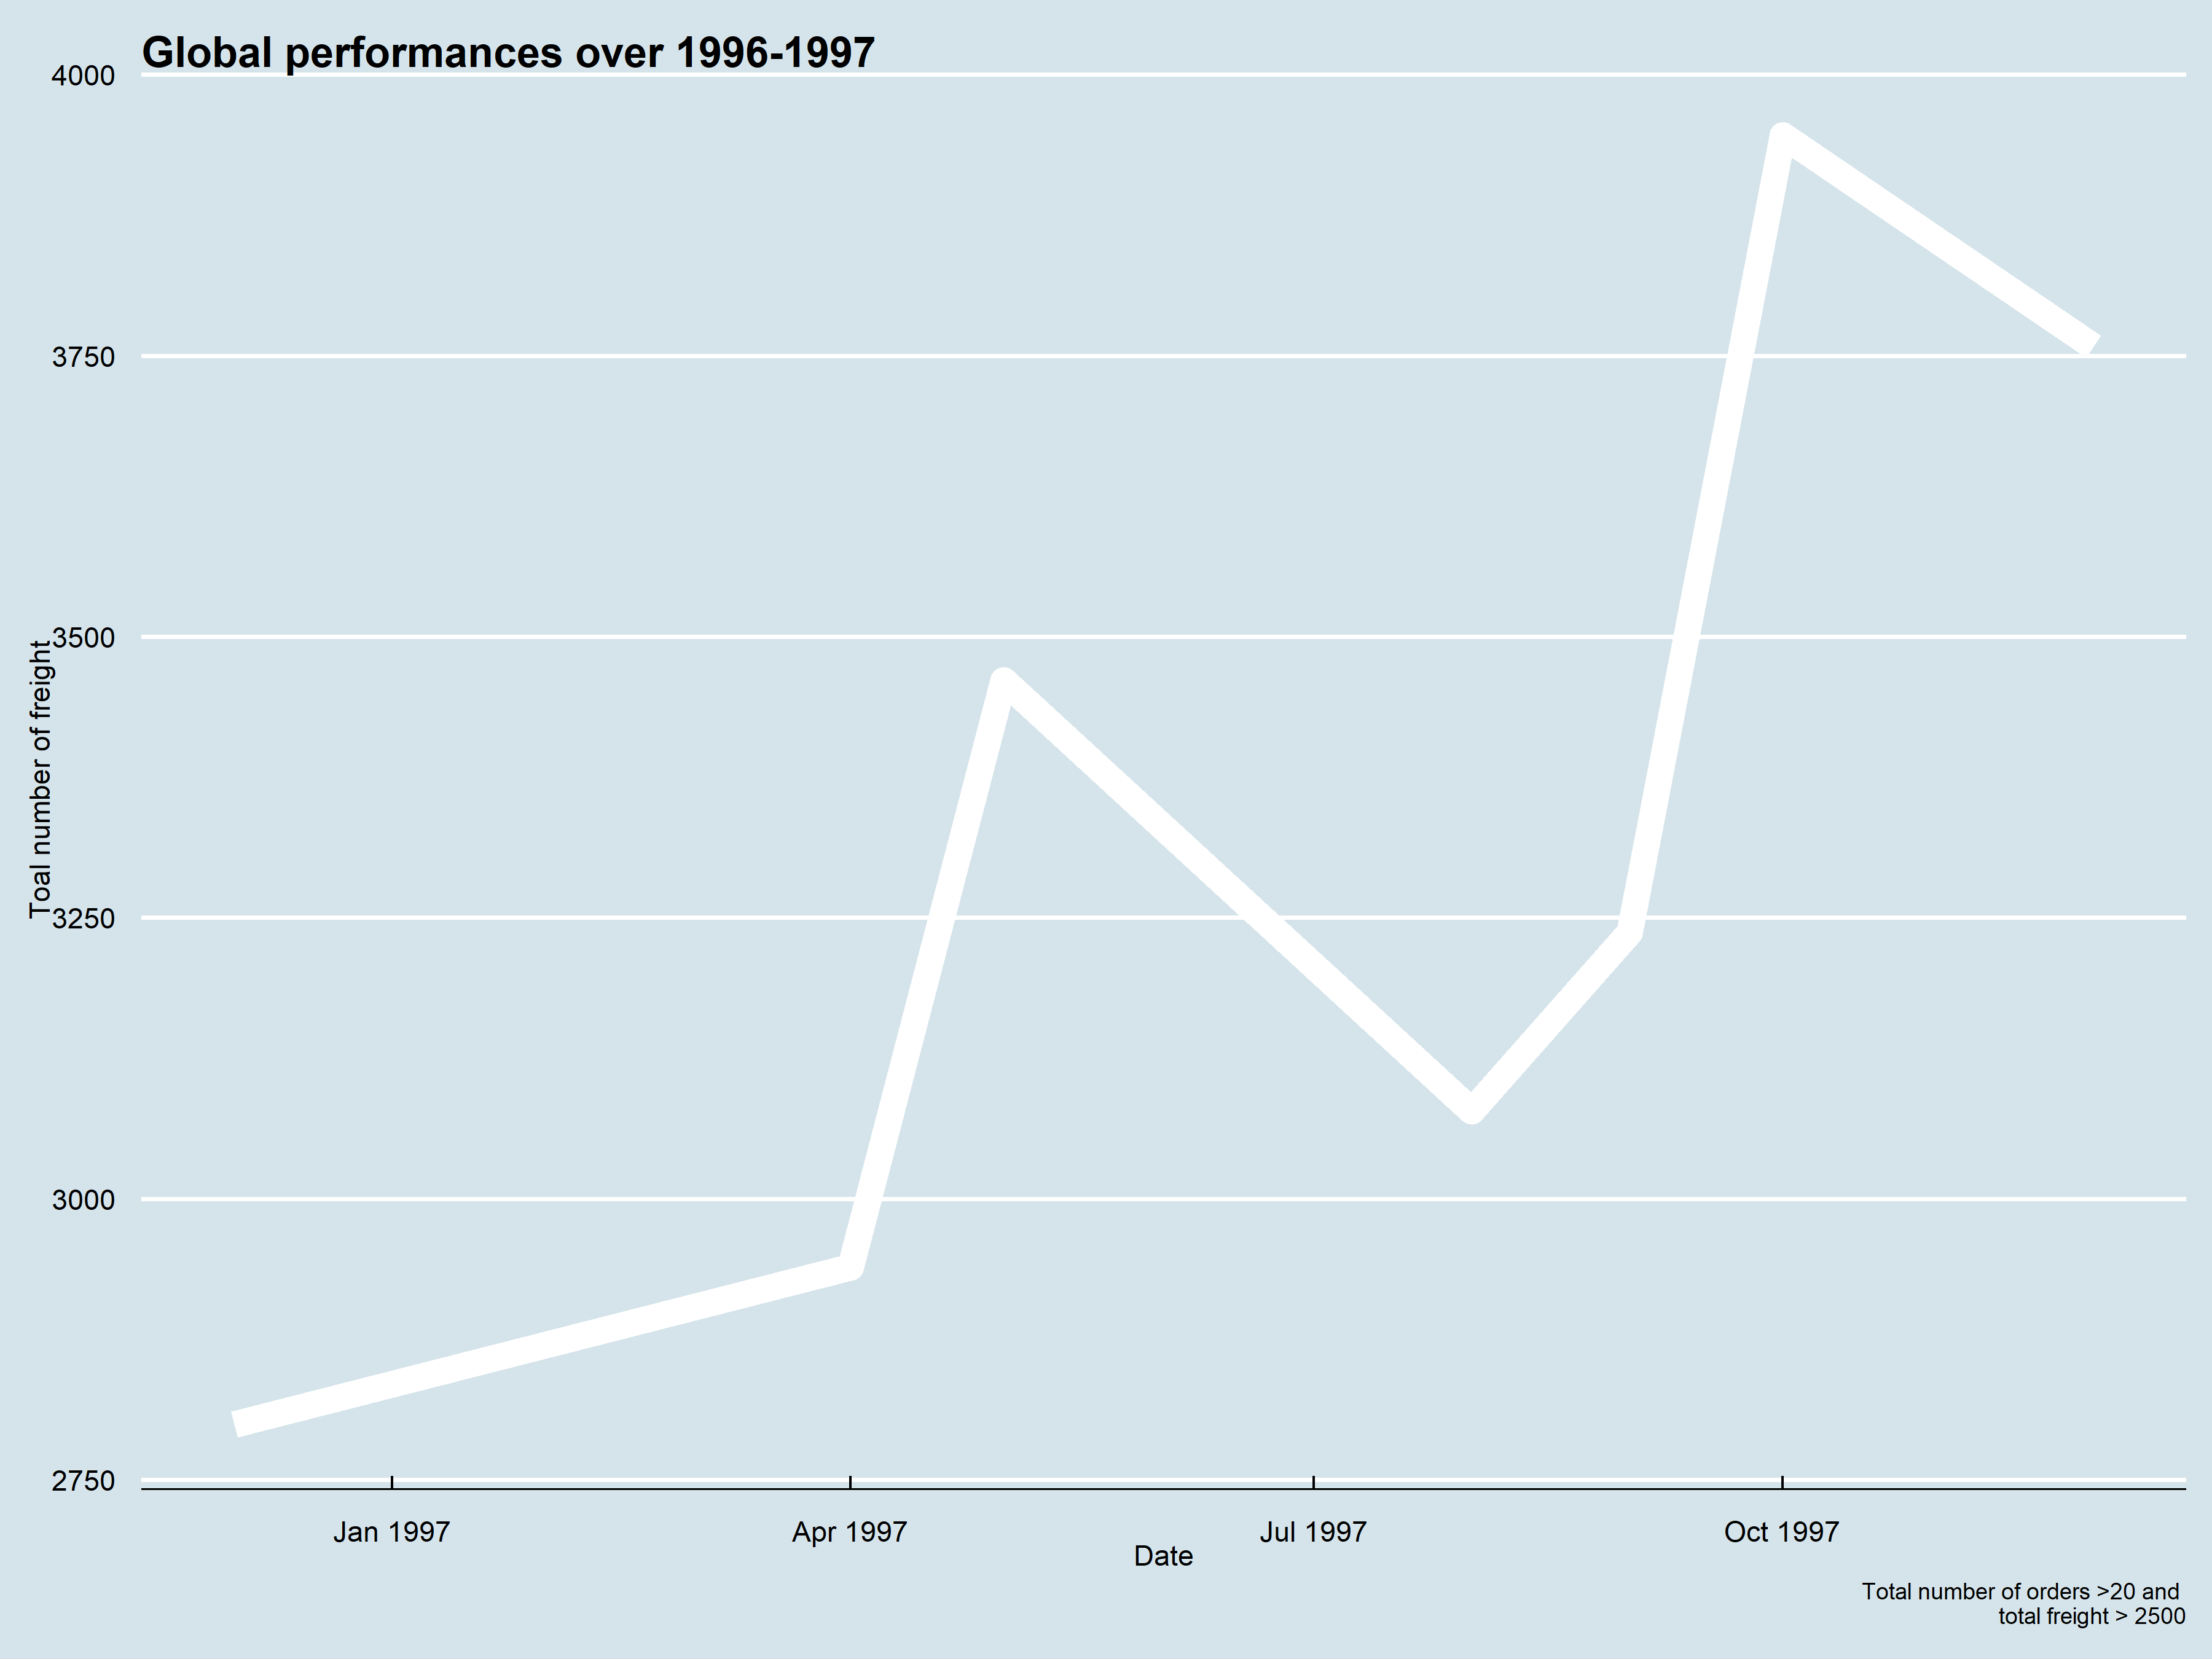 Global performances over 1996-1997
4000
3750
3500
3250
3000
2750
Toal number of freight
Jan 1997
Apr 1997
Jul 1997
Oct 1997
Date
Total number of orders >20 and
total freight > 2500